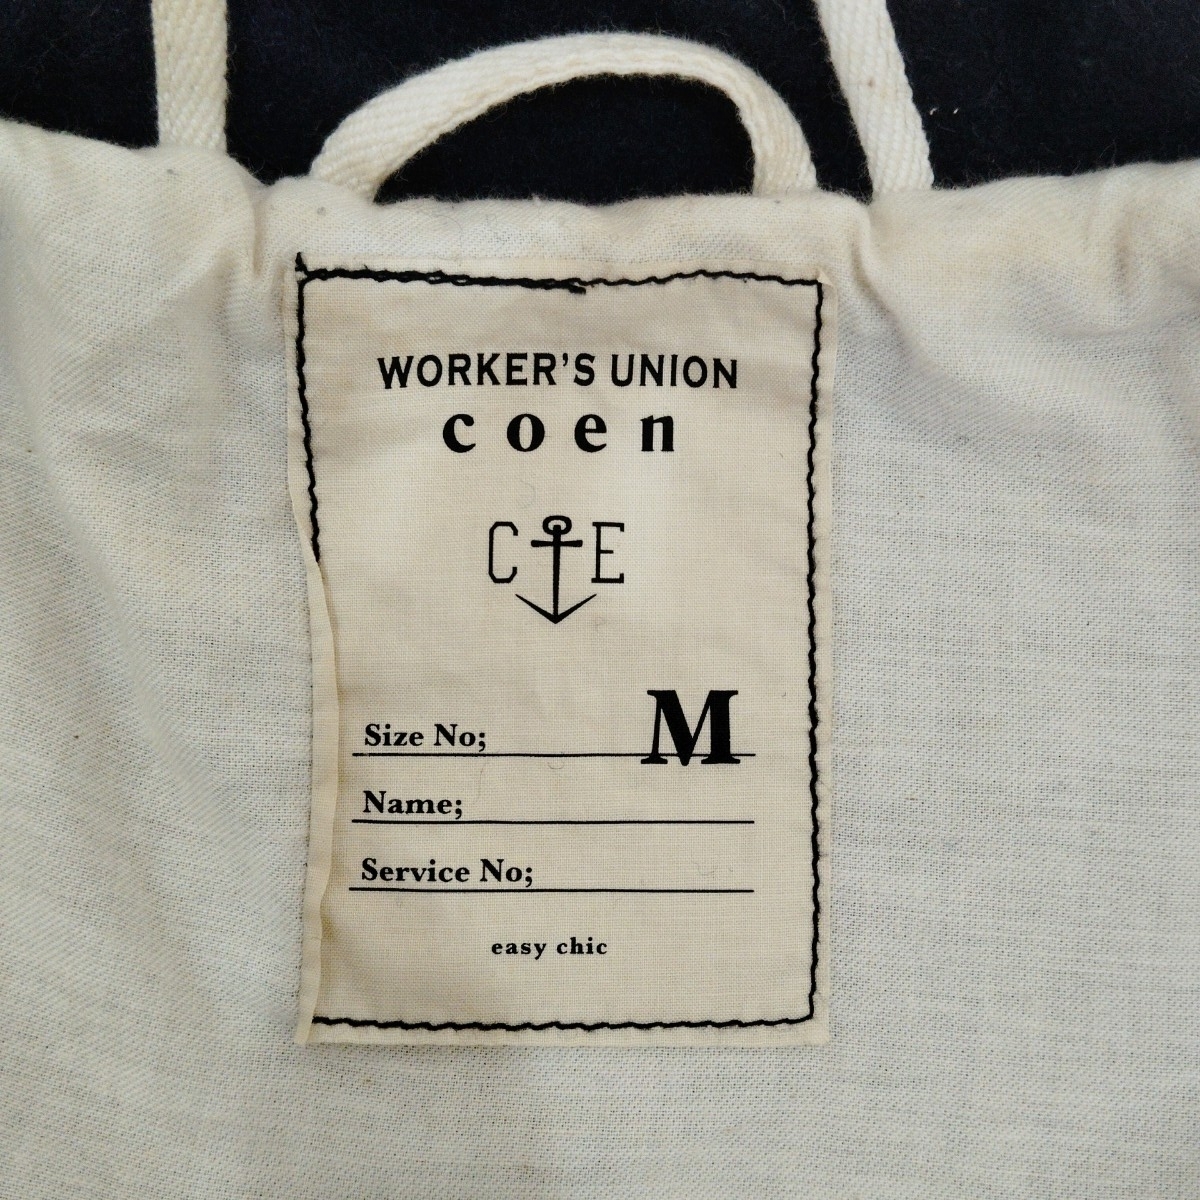 WORKER'S UNION
coen
C E
Size No; M
Name;
Service No;
easy chic